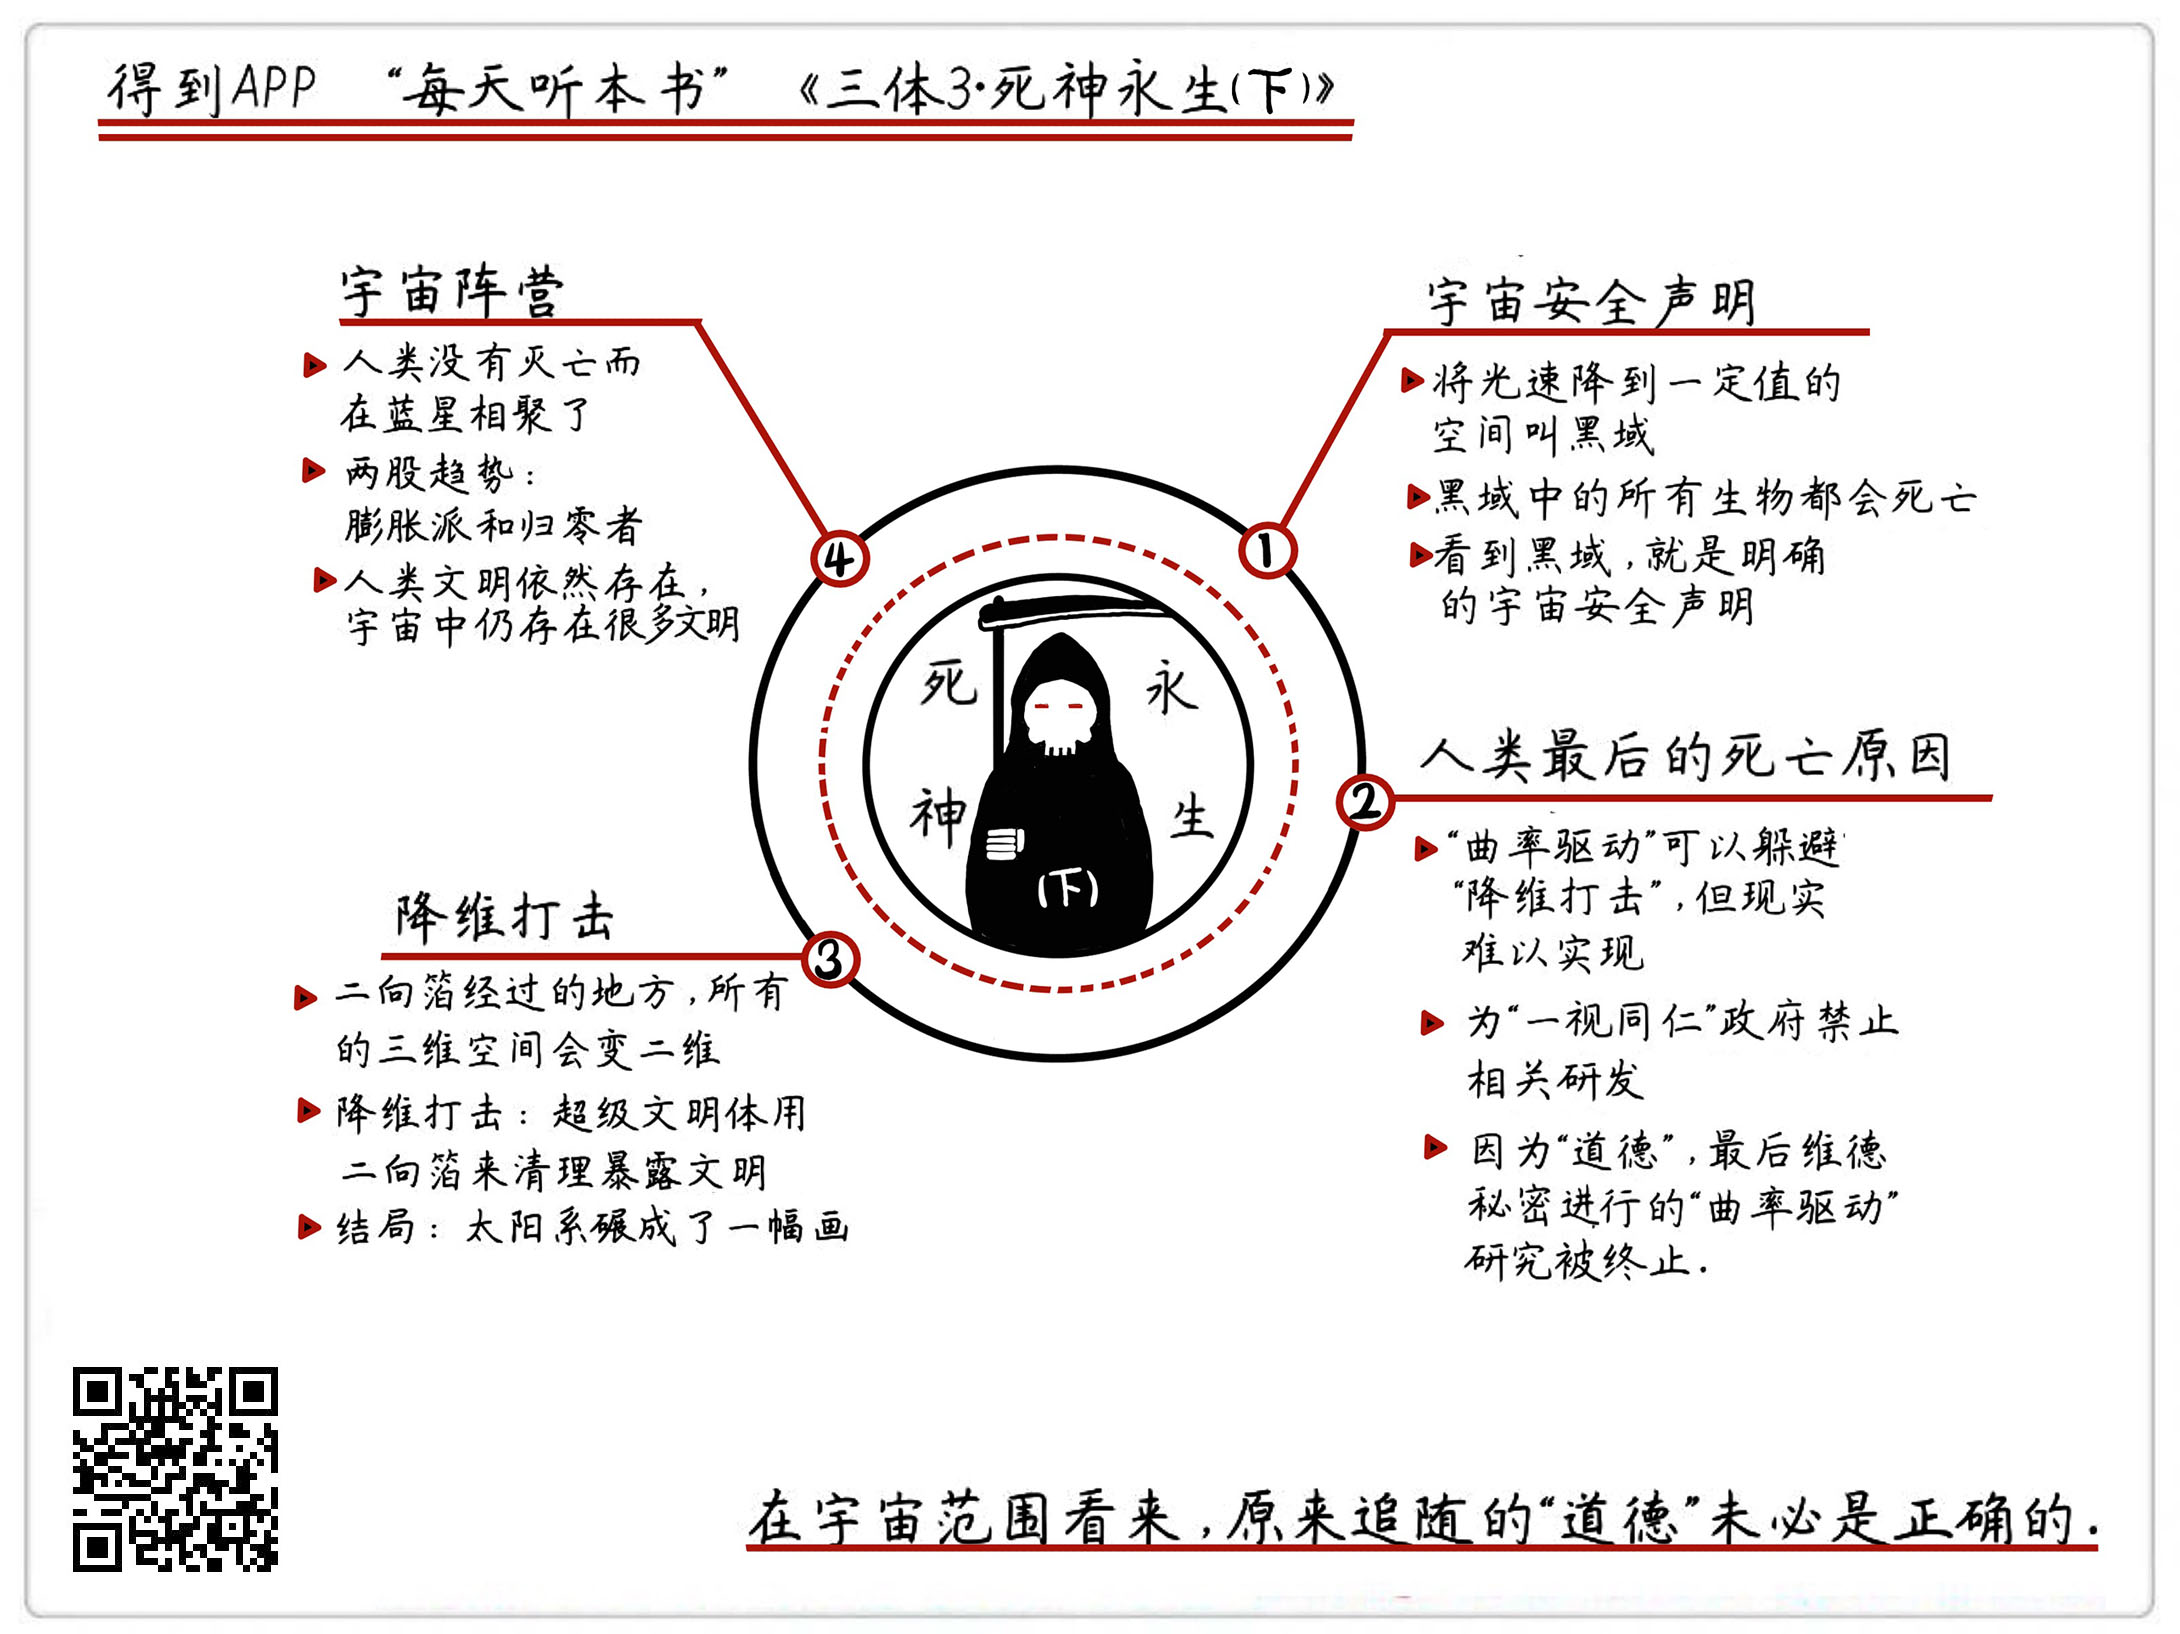 得到APP “每天听本书” 《三体3·死神永生(下)》
宇宙安全声明
将光速降到一定值的
空间叫黑域
黑域中的所有生物都会死亡
看到黑域,就是明确
的宇宙安全声明
人类最后的死亡原因
“曲率驱动”可以躲避
“降维打击”,但现实
难以实现
为“一视同仁”政府禁止
相关研发
因为“道德”,最后维德
秘密进行的“曲率驱动”
研究被终止.
降维打击
二向箔经过的地方,所有
的三维空间会变二维
降维打击:超级文明体用
二向箔来清理暴露文明
结局:太阳系碾成了一幅画
宇宙阵营
人类没有灭亡而
在蓝星相聚了
两股趋势:
膨胀派和归零者
人类文明依然存在,
宇宙中仍存在很多文明
1
2
3
4
死神
永生
(下)
在宇宙范围看来,原来追随的“道德”未必是正确的.